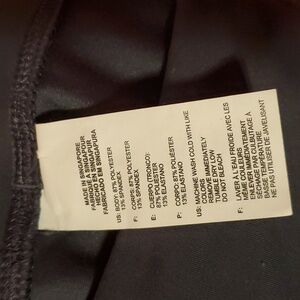 MADE IN SINGAPORE
FABRIQUÉ EN SINGAPUR
HECHO EN SINGAPUR
FABRICADO EM SINGAPURA
US: BODY: 87% POLYESTER
13% SPANDEX
F: CORPS: 87% POLYESTER
13% SPANDEX
E: CUERPO (TRONCO):
87% POLIÉSTER
13% ELASTANO
P: CORPO: 87% POLIÉSTER
13% ELASTANO
US: MACHINE WASH COLD WITH LIKE
COLORS
REMOVE IMMEDIATELY
TUMBLE DRY LOW
DO NOT BLEACH
F: LAVER À L'EAU FROIDE AVEC LES
MÊME COULEURS
ENLEVER IMMÉDIATEMENT
SÉCHAGE PAR CULBUTAGE À
BASSE TEMPÉRATURE
NE PAS UTILISER DE JAVELISANT